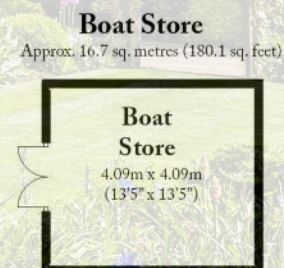 Boat Store
Approx. 16.7 sq. metres (180.1 sq. feet)
Boat
Store
4.09m x 4.09m
(13'5" x 13'5")